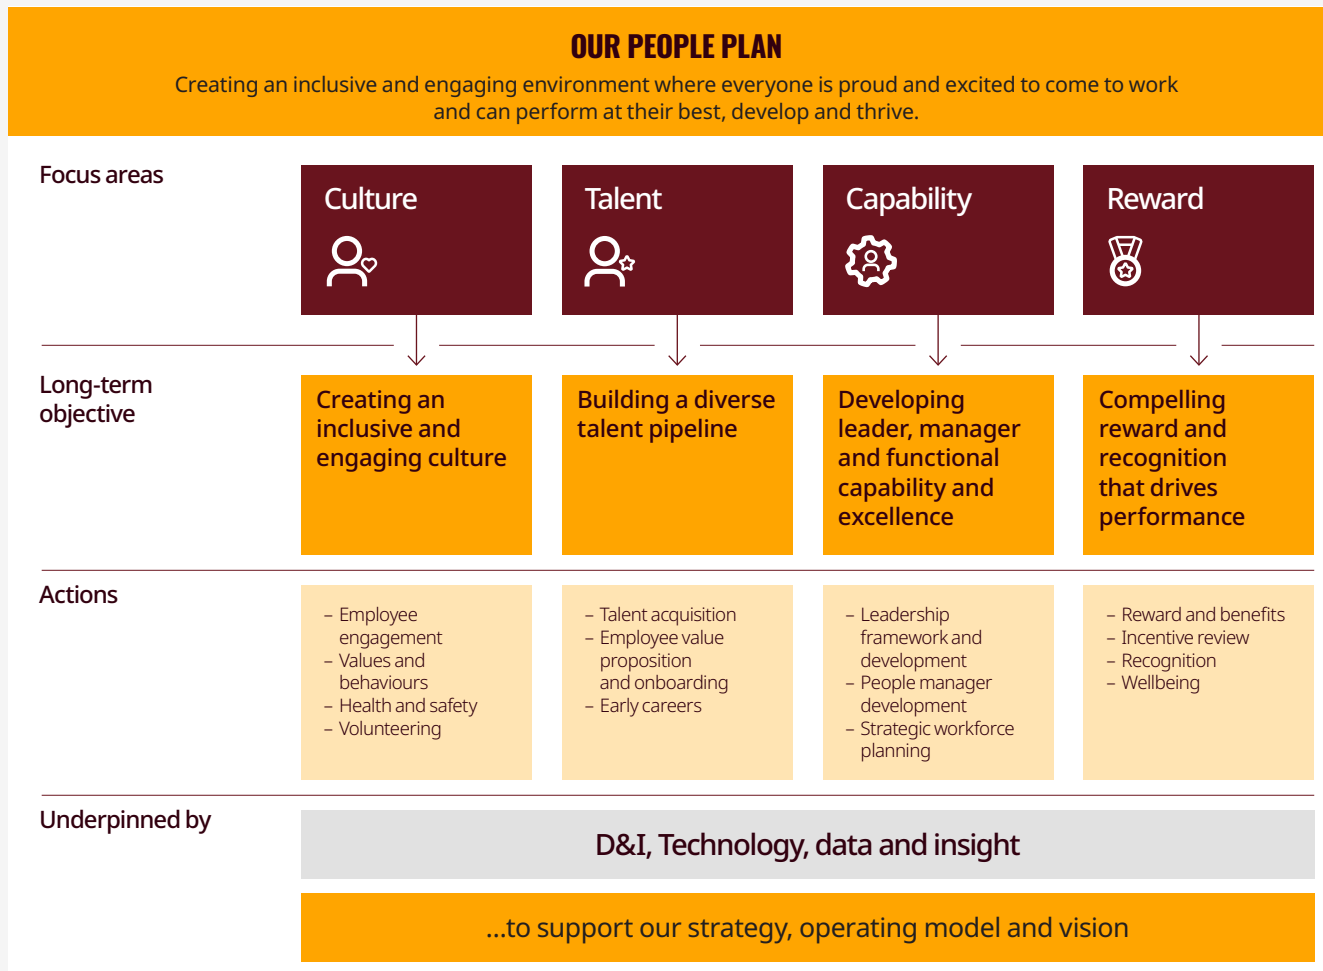 OUR PEOPLE PLAN
Creating an inclusive and engaging environment where everyone is proud and excited to come to work
and can perform at their best, develop and thrive.
Focus areas
Culture
Talent
Capability
Reward
Long-term
objective
Creating an
inclusive and
engaging culture
Building a diverse
talent pipeline
Developing
leader, manager
and functional
capability and
excellence
Compelling
reward and
recognition
that drives
performance
Actions
– Employee
engagement
– Values and
behaviours
– Health and safety
– Volunteering
– Talent acquisition
– Employee value
proposition
and onboarding
– Early careers
– Leadership
framework and
development
– People manager
development
– Strategic workforce
planning
– Reward and benefits
– Incentive review
– Recognition
– Wellbeing
Underpinned by
D&I, Technology, data and insight
...to support our strategy, operating model and vision